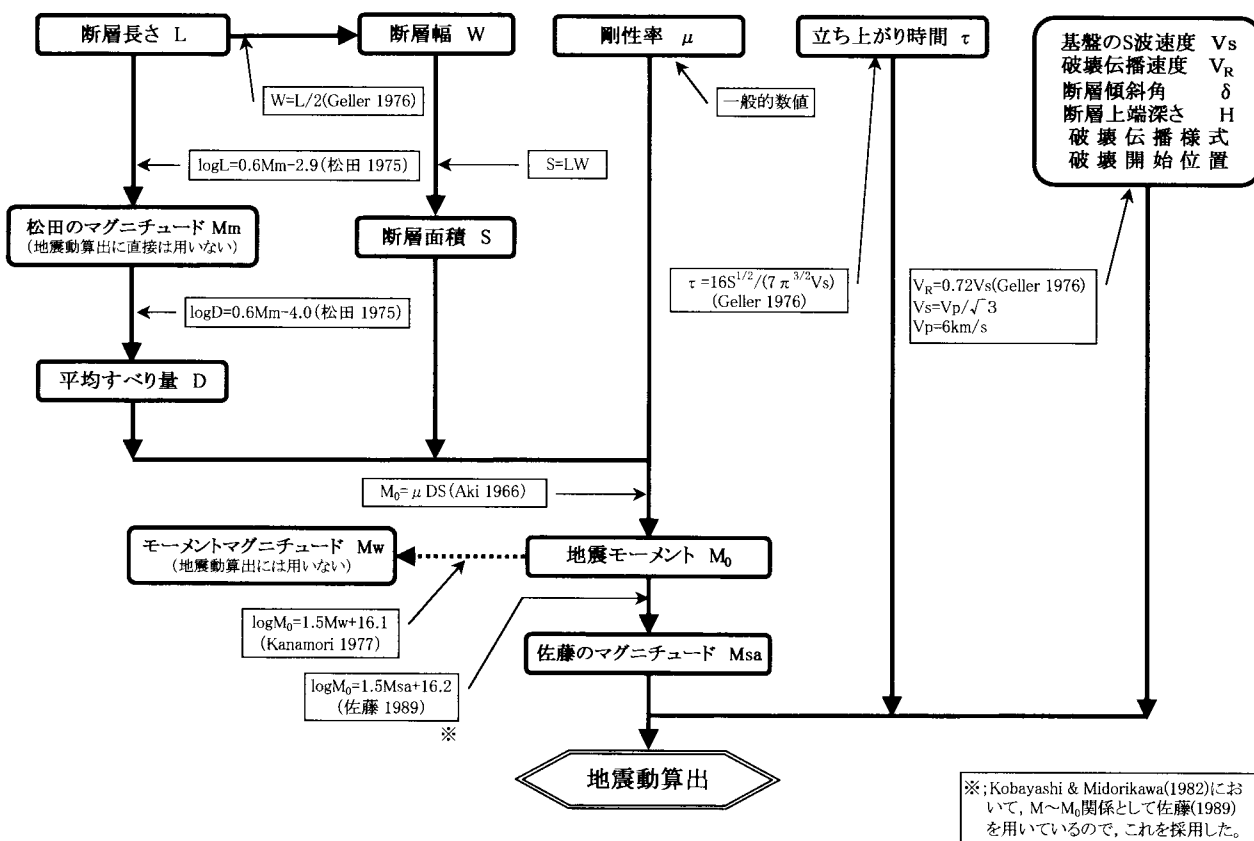 断層長さ L
断層幅 W
剛性率 μ
立ち上がり時間 τ
基盤のS波速度 Vs
破壊伝播速度 V_R
断層傾斜角 δ
断層上端深さ H
破壊伝播様式
破壊開始位置
W=L/2(Geller 1976)
一般的数値
logL=0.6Mm−2.9(松田 1975)
S=LW
松田のマグニチュード Mm
(地震動算出に直接は用いない)
断層面積 S
τ=16S^1/2/(7π^3/2Vs)
(Geller 1976)
V_R=0.72Vs(Geller 1976)
Vs=Vp/√3
Vp=6km/s
logD=0.6Mm−4.0(松田 1975)
平均すべり量 D
M₀=μDS(Aki 1966)
モーメントマグニチュード Mw
(地震動算出には用いない)
地震モーメント M₀
logM₀=1.5Mw+16.1
(Kanamori 1977)
佐藤のマグニチュード Msa
logM₀=1.5Msa+16.2
(佐藤 1989)
※
地震動算出
※;Kobayashi & Midorikawa(1982)にお
いて, M～M₀関係として佐藤(1989)
を用いているので, これを採用した。